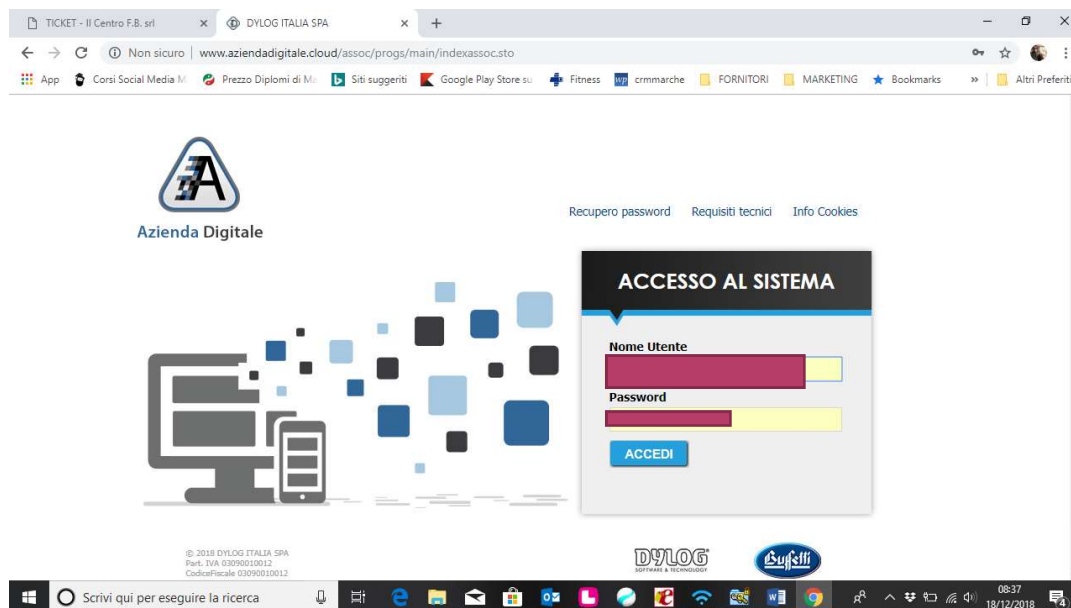 TICKET - Il Centro F.B. srl
DYLOG ITALIA SPA
Non sicuro | www.aziendadigitale.cloud/assoc/progs/main/indexassoc.sto
App Corsi Social Media M Prezzo Diplomi di Ma Siti suggeriti Google Play Store su Fitness crmmarche FORNITORI MARKETING Bookmarks » Altri Preferiti
Azienda Digitale
Recupero password Requisiti tecnici Info Cookies
ACCESSO AL SISTEMA
Nome Utente
Password
ACCEDI
© 2018 DYLOG ITALIA SPA
Part. IVA 03090010012
CodiceFiscale 03090010012
DYLOG
SOFTWARE & TECHNOLOGY
Buffetti
Scrivi qui per eseguire la ricerca
08:37
18/12/2018